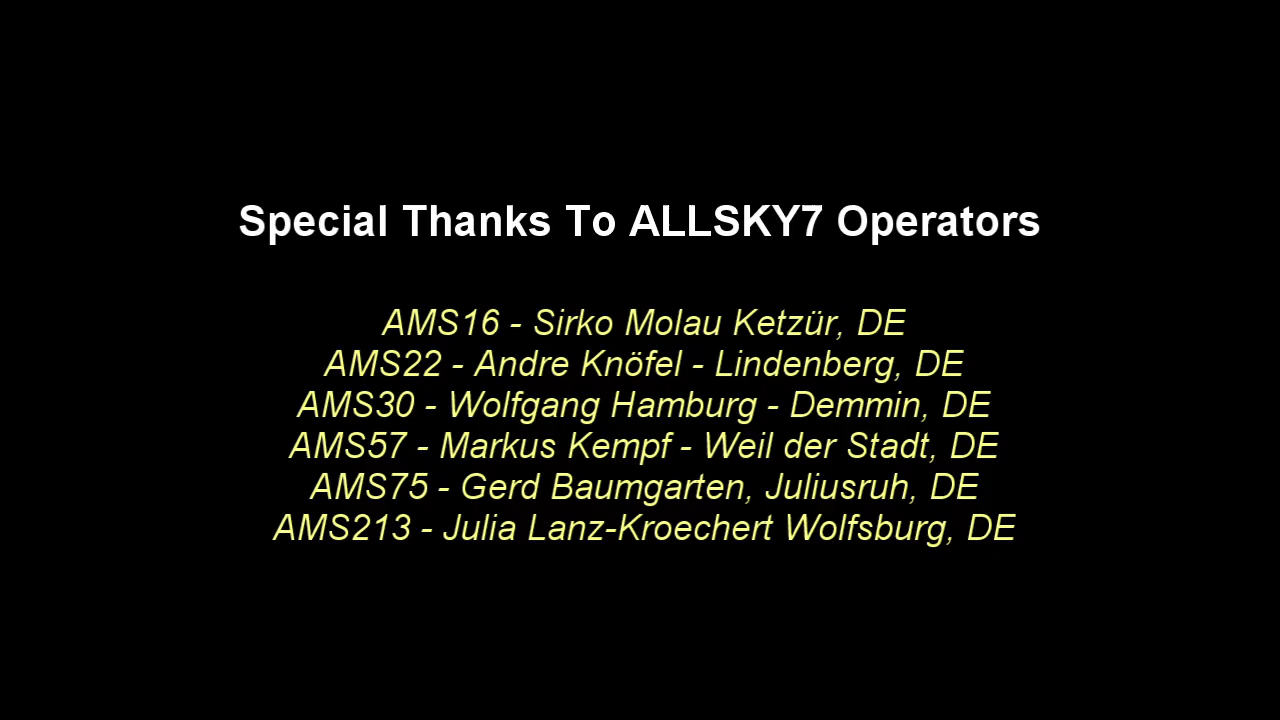 Special Thanks To ALLSKY7 Operators
AMS16 - Sirko Molau Ketzür, DE
AMS22 - Andre Knöfel - Lindenberg, DE
AMS30 - Wolfgang Hamburg - Demmin, DE
AMS57 - Markus Kempf - Weil der Stadt, DE
AMS75 - Gerd Baumgarten, Juliusruh, DE
AMS213 - Julia Lanz-Kroechert Wolfsburg, DE